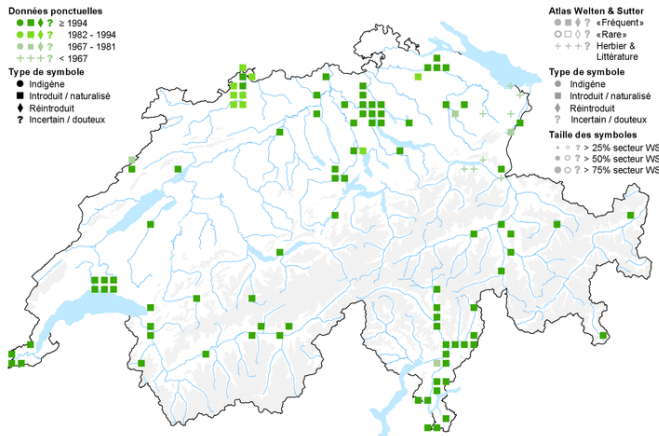 Données ponctuelles
? ≥ 1994
? 1982 - 1994
? 1967 - 1981
++++ < 1967
Type de symbole
Indigène
Introduit / naturalisé
Réintroduit
? Incertain / douteux
Atlas Welten & Sutter
? «Fréquent»
? «Rare»
+++ Herbier &
Littérature
Type de symbole
Indigène
Introduit / naturalisé
Réintroduit
? Incertain / douteux
Taille des symboles
? > 25% secteur WS
? > 50% secteur WS
? > 75% secteur WS